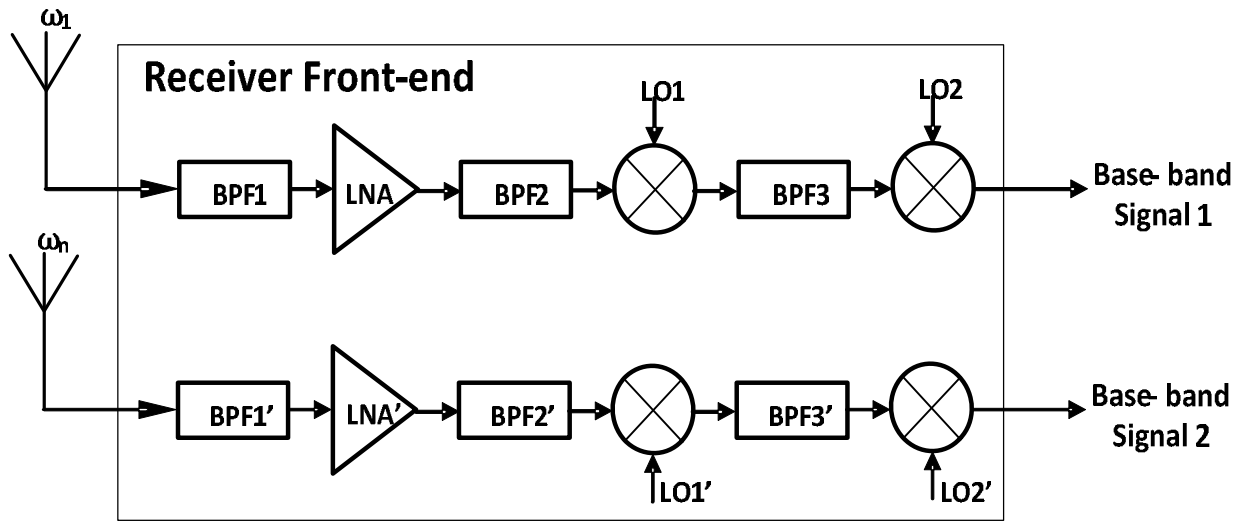 ω1
Receiver Front-end
LO1
LO2
BPF1
LNA
BPF2
BPF3
Base- band
Signal 1
ωn
BPF1’
LNA’
BPF2’
BPF3’
Base- band
Signal 2
LO1’
LO2’